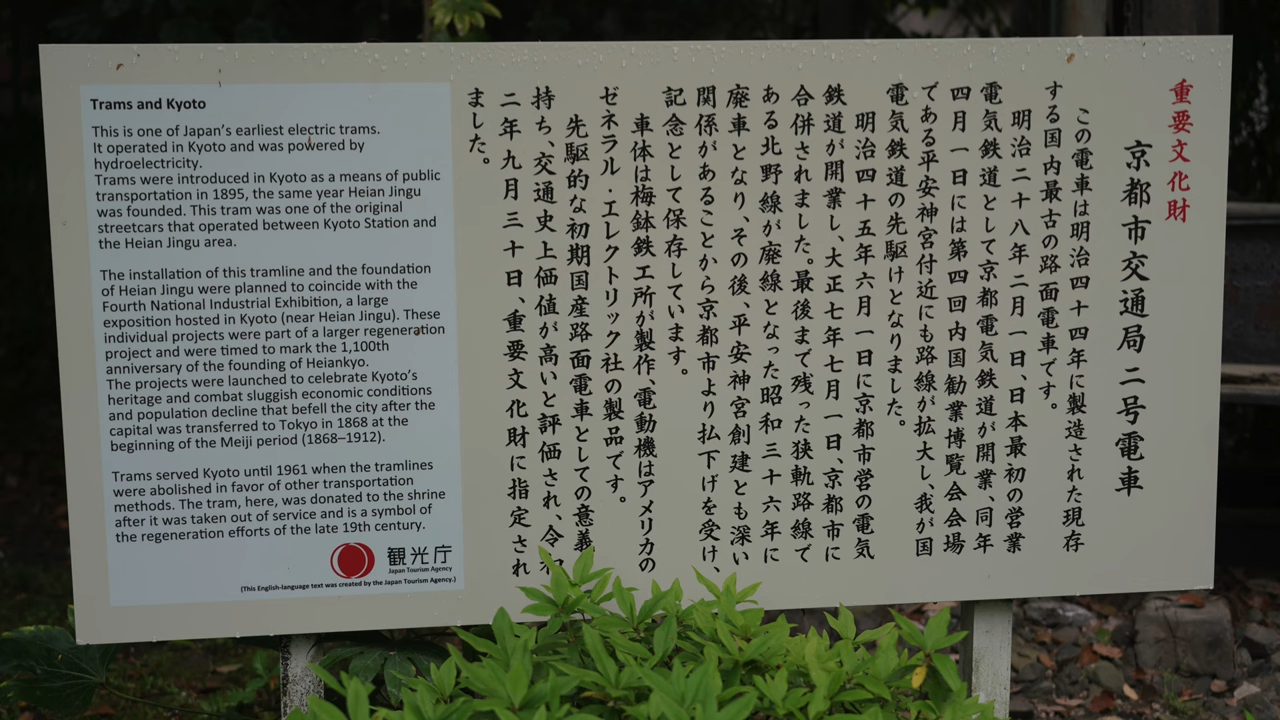 重要文化財
京都市交通局二号電車
この電車は明治四十四年に製造された現存
する国内最古の路面電車です。
明治二十八年二月一日、日本最初の営業
電気鉄道として京都電気鉄道が開業、同年
四月一日には第四回内国勧業博覧会会場
である平安神宮付近にも路線が拡大し、我が国
電気鉄道の先駆けとなりました。
明治四十五年六月一日に京都市営の電気
鉄道が開業し、大正七年七月一日、京都市に
合併されました。最後まで残った狭軌路線で
ある北野線が廃線となった昭和三十六年に
廃車となり、その後、平安神宮創建とも深い
関係があることから京都市より払下げを受け、
記念として保存しています。
車体は梅鉢鉄工所が製作、電動機はアメリカの
ゼネラル・エレクトリック社の製品です。
先駆的な初期国産路面電車としての意義
持ち、交通史上価値が高いと評価され、令和
二年九月三十日、重要文化財に指定され
ました。
Trams and Kyoto
This is one of Japan's earliest electric trams.
It operated in Kyoto and was powered by
hydroelectricity.
Trams were introduced in Kyoto as a means of public
transportation in 1895, the same year Heian Jingu
was founded. This tram was one of the original
streetcars that operated between Kyoto Station and
the Heian Jingu area.
The installation of this tramline and the foundation
of Heian Jingu were planned to coincide with the
Fourth National Industrial Exhibition, a large
exposition hosted in Kyoto (near Heian Jingu). These
individual projects were part of a larger regeneration
project and were timed to mark the 1,100th
anniversary of the founding of Heiankyo.
The projects were launched to celebrate Kyoto's
heritage and combat sluggish economic conditions
and population decline that befell the city after the
capital was transferred to Tokyo in 1868 at the
beginning of the Meiji period (1868–1912).
Trams served Kyoto until 1961 when the tramlines
were abolished in favor of other transportation
methods. The tram, here, was donated to the shrine
after it was taken out of service and is a symbol of
the regeneration efforts of the late 19th century.
観光庁
Japan Tourism Agency
(This English-language text was created by the Japan Tourism Agency.)